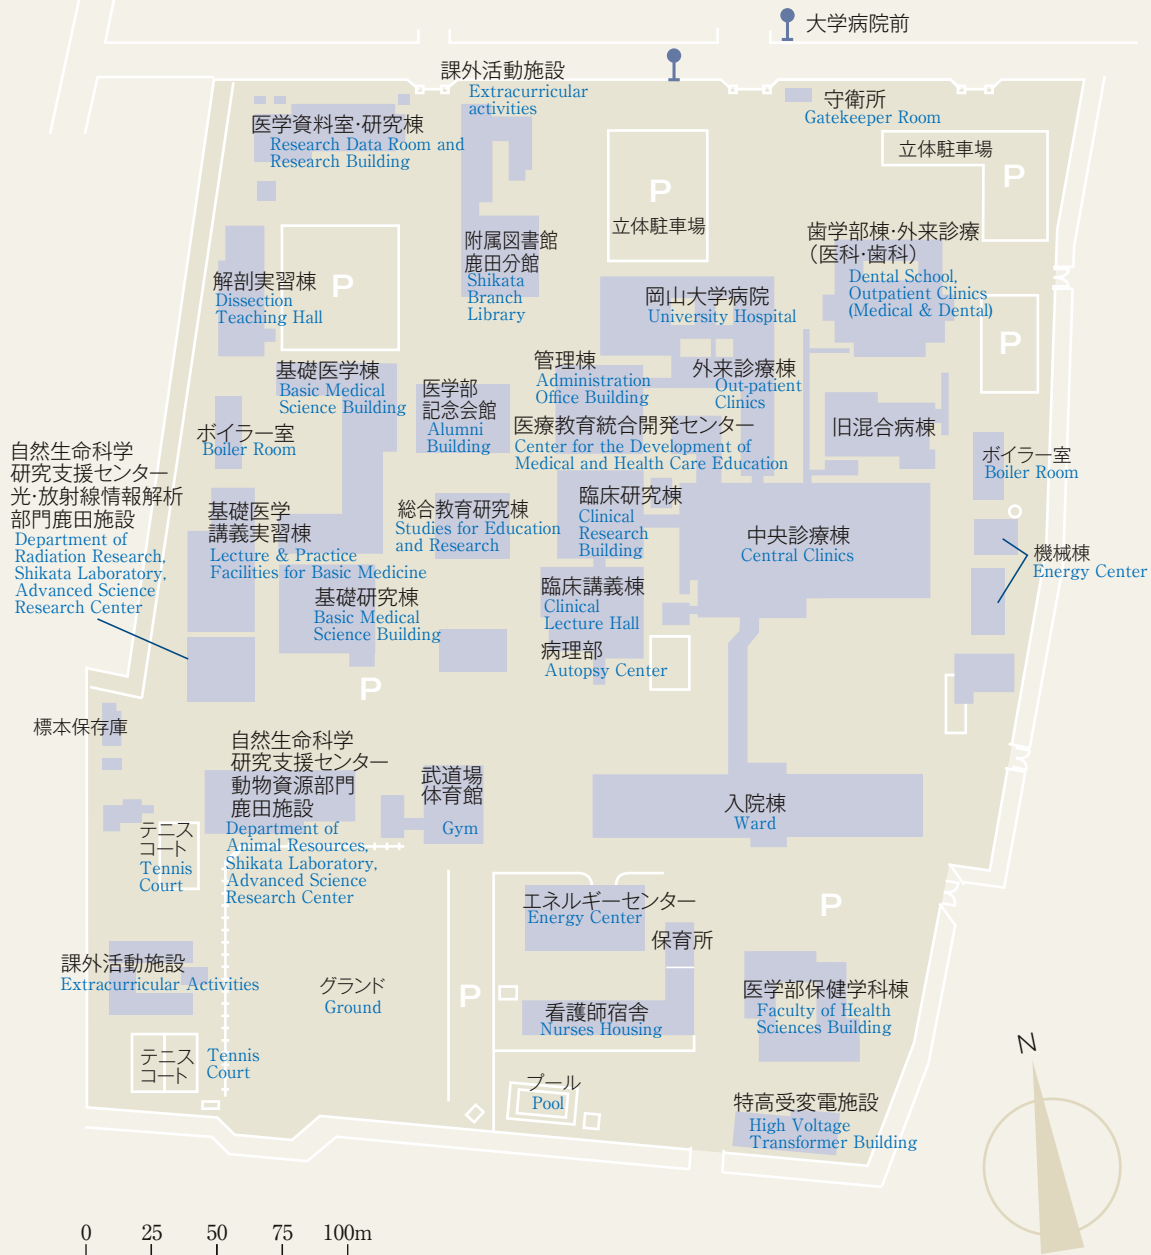 大学病院前
課外活動施設
Extracurricular
activities
守衛所
Gatekeeper Room
医学資料室・研究棟
Research Data Room and
Research Building
立体駐車場
P
P
立体駐車場
附属図書館
鹿田分館
Shikata
Branch
Library
歯学部棟・外来診療
（医科・歯科）
Dental School,
Outpatient Clinics
(Medical & Dental)
解剖実習棟
Dissection
Teaching Hall
P
岡山大学病院
University Hospital
P
基礎医学棟
Basic Medical
Science Building
医学部
記念会館
Alumni
Building
管理棟
Administration
Office Building
外来診療棟
Out-patient
Clinics
医療教育統合開発センター
Center for the Development of
Medical and Health Care Education
旧混合病棟
ボイラー室
Boiler Room
ボイラー室
Boiler Room
自然生命科学
研究支援センター
光・放射線情報解析
部門鹿田施設
Department of
Radiation Research,
Shikata Laboratory,
Advanced Science
Research Center
基礎医学
講義実習棟
Lecture & Practice
Facilities for Basic Medicine
総合教育研究棟
Studies for Education
and Research
臨床研究棟
Clinical
Research
Building
中央診療棟
Central Clinics
機械棟
Energy Center
基礎研究棟
Basic Medical
Science Building
臨床講義棟
Clinical
Lecture Hall
病理部
Autopsy Center
P
標本保存庫
自然生命科学
研究支援センター
動物資源部門
鹿田施設
Department of
Animal Resources,
Shikata Laboratory,
Advanced Science
Research Center
武道場
体育館
Gym
入院棟
Ward
テニス
コート
Tennis
Court
エネルギーセンター
Energy Center
P
保育所
課外活動施設
Extracurricular Activities
グランド
Ground
P
看護師宿舎
Nurses Housing
医学部保健学科棟
Faculty of Health
Sciences Building
テニス
コート
Tennis
Court
プール
Pool
特高受変電施設
High Voltage
Transformer Building
N
0 25 50 75 100m